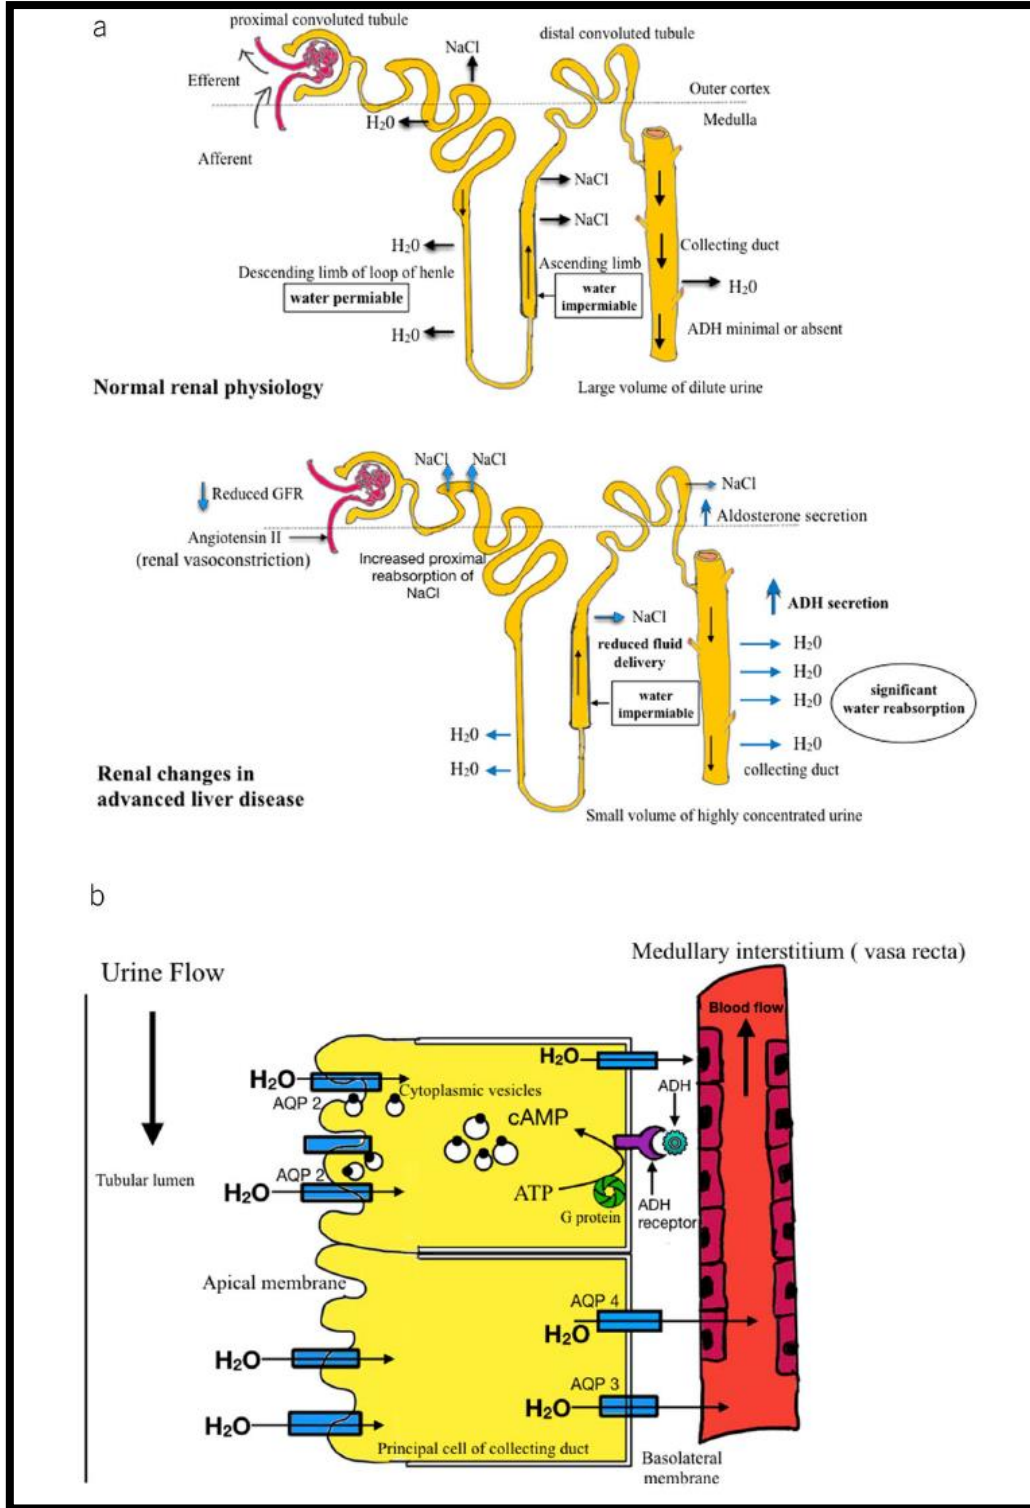 a
proximal convoluted tubule
distal convoluted tubule
NaCl
Efferent
Outer cortex
H₂0
Medulla
Afferent
NaCl
NaCl
H₂0
Collecting duct
Descending limb of loop of henle
Ascending limb
water permiable
water
impermiable
H₂0
H₂0
ADH minimal or absent
Normal renal physiology
Large volume of dilute urine
NaCl
NaCl
Reduced GFR
NaCl
Aldosterone secretion
Angiotensin II
(renal vasoconstriction)
Increased proximal
reabsorption of
NaCl
ADH secretion
NaCl
reduced fluid
delivery
H₂0
H₂0
H₂0
H₂0
significant
water reabsorption
water
impermiable
H₂0
H₂0
collecting duct
Renal changes in
advanced liver disease
Small volume of highly concentrated urine
b
Urine Flow
Medullary interstitium ( vasa recta)
Blood flow
H₂O
H₂O
AQP 2
Cytoplasmic vesicles
ADH
cAMP
Tubular lumen
AQP 2
H₂O
ATP
G protein
ADH
receptor
Apical membrane
AQP 4
H₂O
H₂O
AQP 3
H₂O
H₂O
Principal cell of collecting duct
Basolateral
membrane